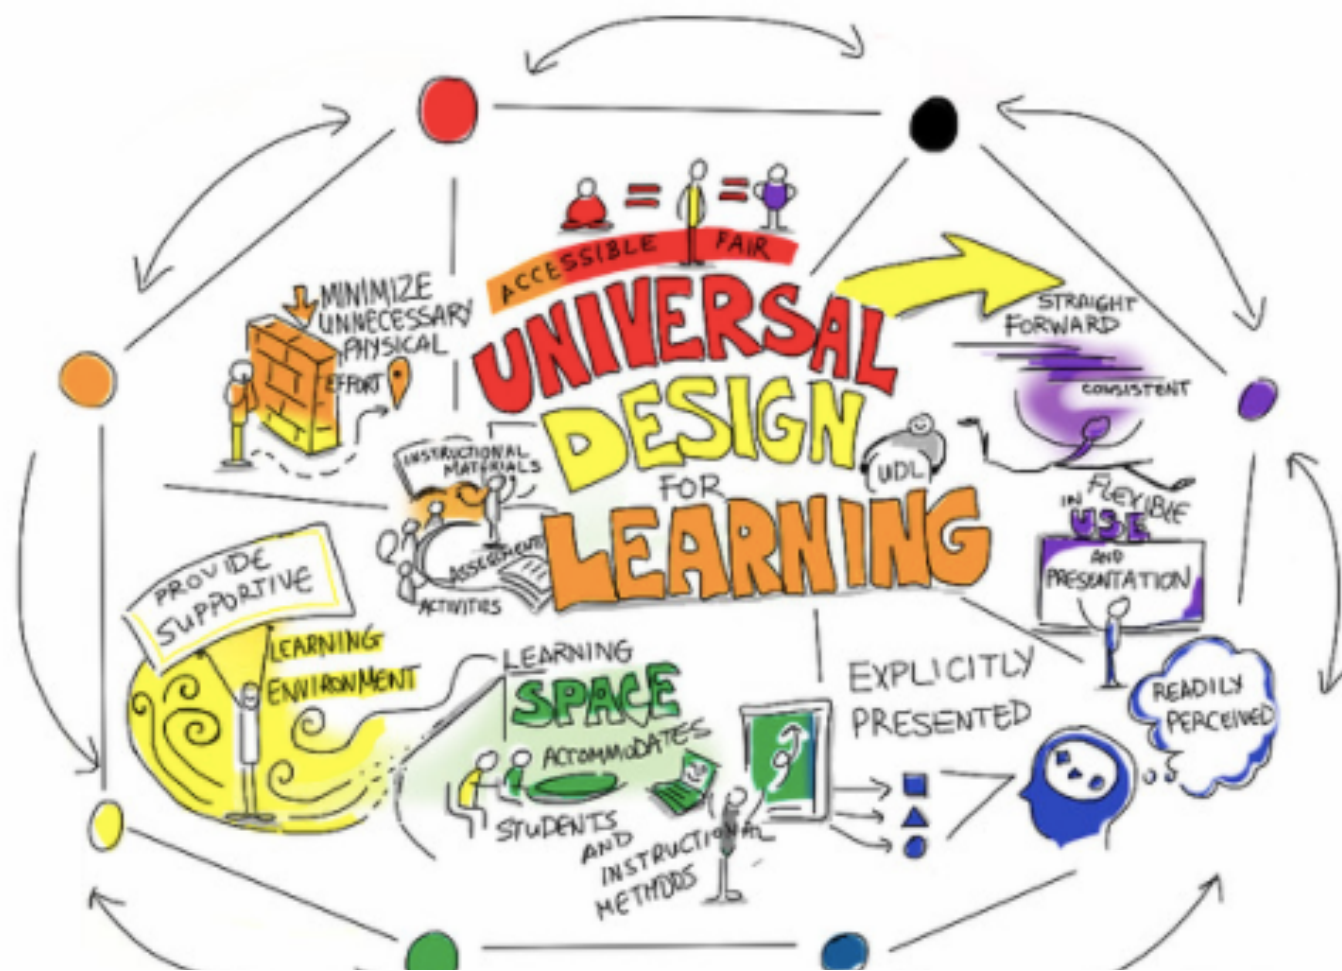 ACCESSIBLE FAIR
UNIVERSAL
DESIGN
FOR
LEARNING
UDL
MINIMIZE
UNNECESSARY
PHYSICAL
EFFORT
STRAIGHT
FORWARD
CONSISTENT
FLEXIBLE
IN
USE
AND
PRESENTATION
INSTRUCTIONAL
MATERIALS
ASSESSMENT
ACTIVITIES
PROVIDE
SUPPORTIVE
LEARNING
ENVIRONMENT
LEARNING
SPACE
ACCOMMODATES
STUDENTS
AND
INSTRUCTIONAL
METHODS
EXPLICITLY
PRESENTED
READILY
PERCEIVED